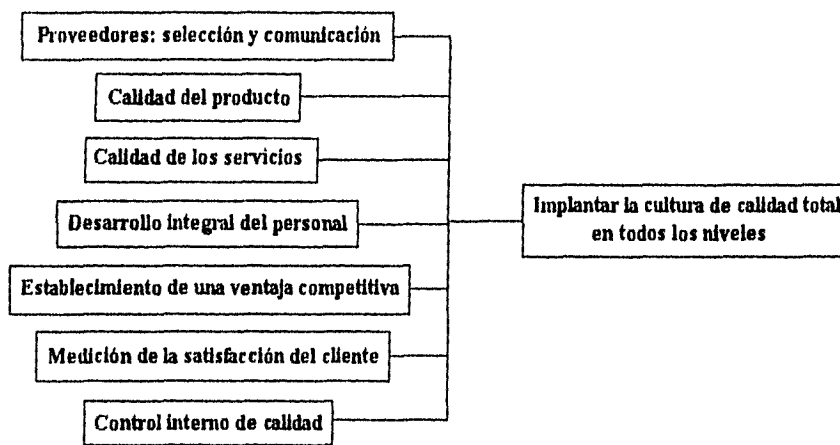 Proveedores: selección y comunicación
Calidad del producto
Calidad de los servicios
Desarrollo integral del personal
Establecimiento de una ventaja competitiva
Medición de la satisfacción del cliente
Control interno de calidad
Implantar la cultura de calidad total
en todos los niveles